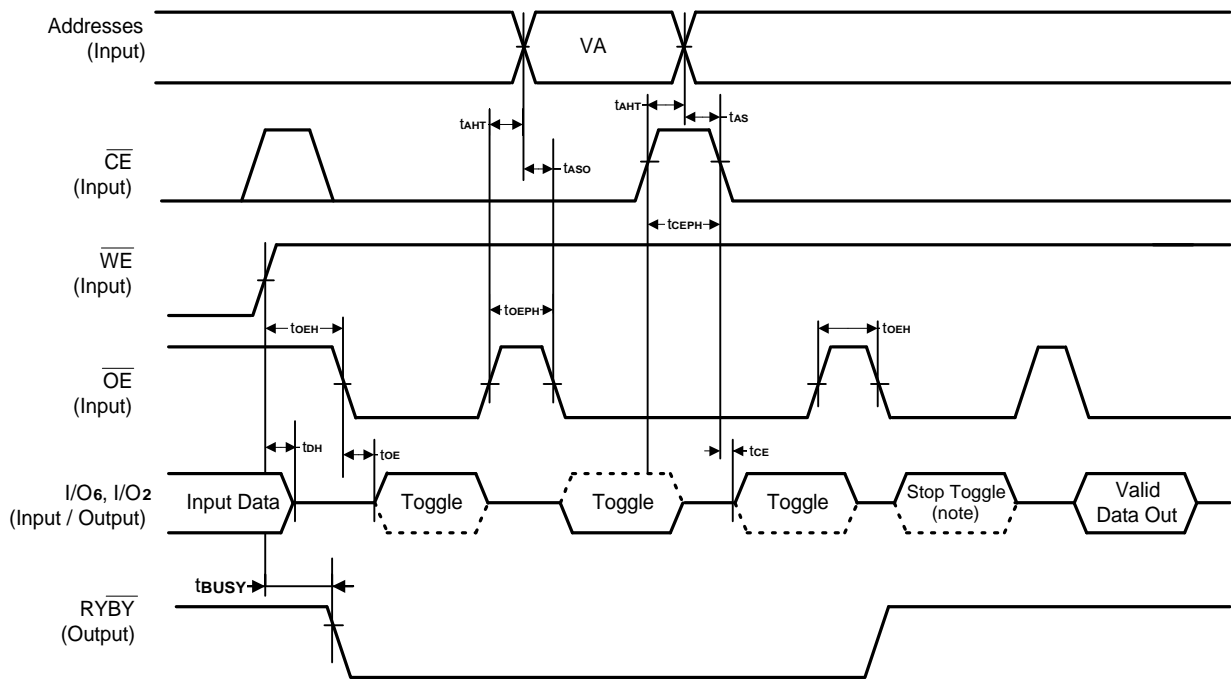 Addresses
(Input)
VA
tAHT
tAHT
tAS
CE
(Input)
tASO
tCEPH
WE
(Input)
tOEPH
tOEH
tOEH
OE
(Input)
tDH
tOE
tCE
I/O6, I/O2
(Input / Output)
Input Data
Toggle
Toggle
Toggle
Stop Toggle
(note)
Valid
Data Out
tBUSY
RYBY
(Output)